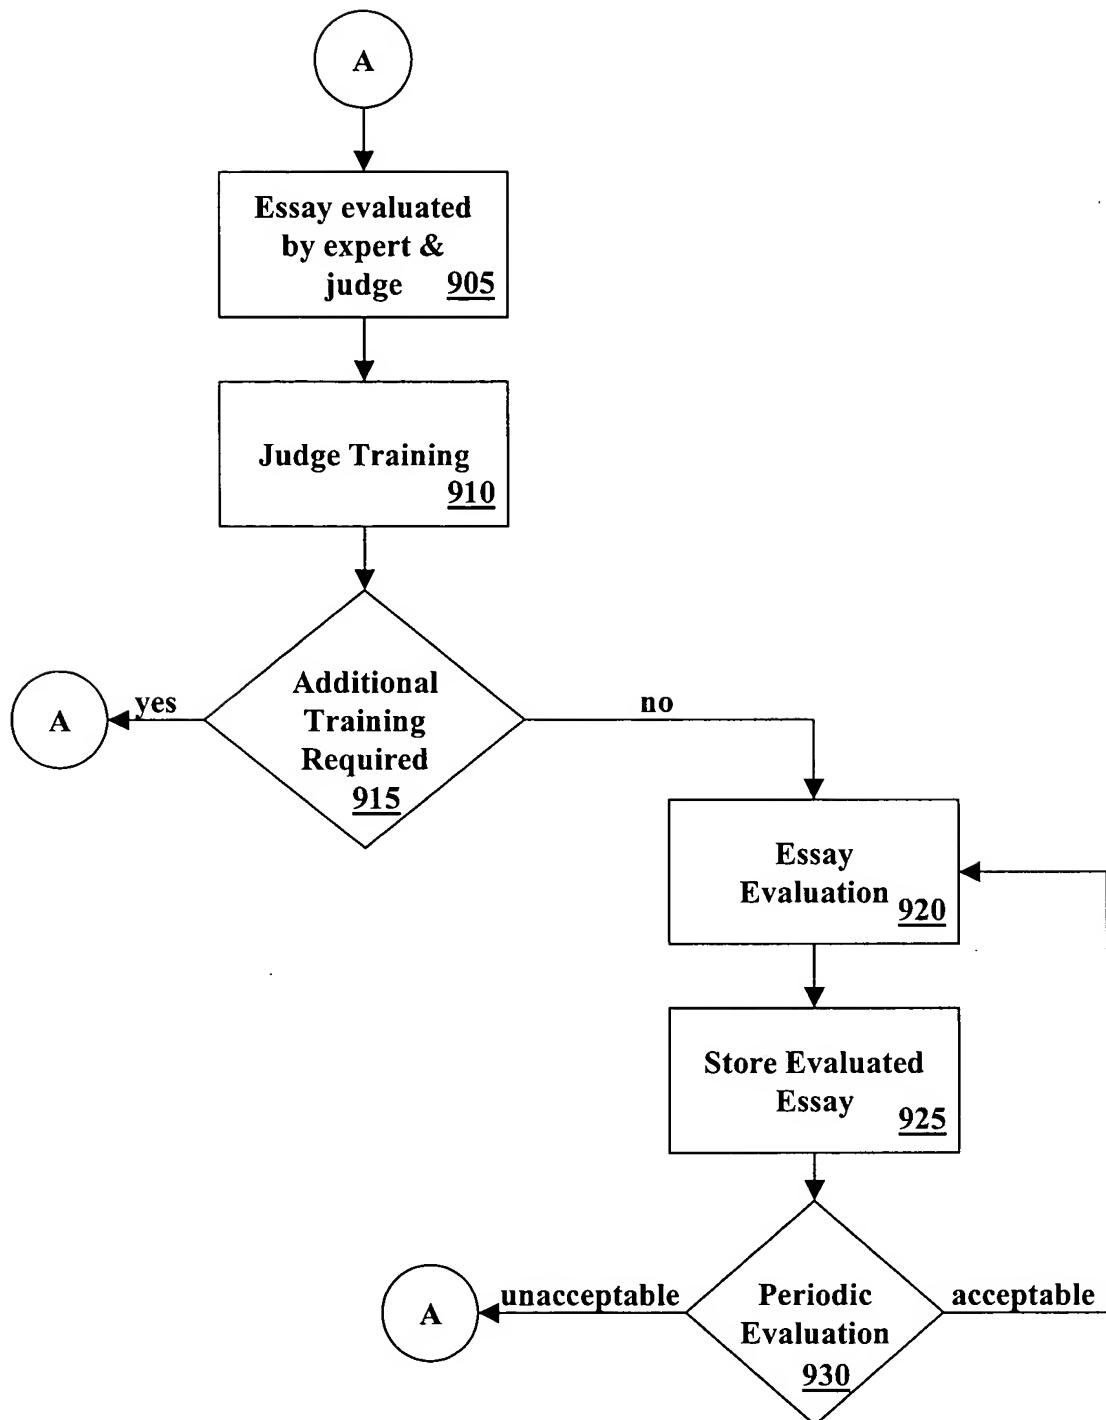 A
Essay evaluated
by expert &
judge 905
Judge Training
910
Additional
Training
Required
915
yes
A
no
Essay
Evaluation 920
Store Evaluated
Essay 925
Periodic
Evaluation
930
unacceptable
A
acceptable